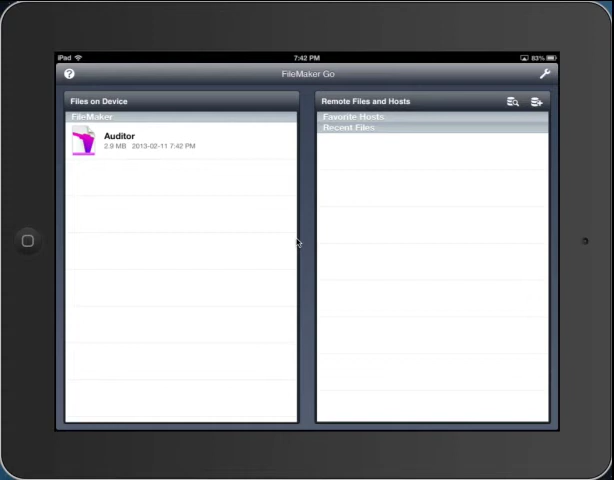 iPad 7:42 PM 83%
FileMaker Go
Files on Device
FileMaker
Auditor
2.9 MB 2013-02-11 7:42 PM
Remote Files and Hosts
Favorite Hosts
Recent Files